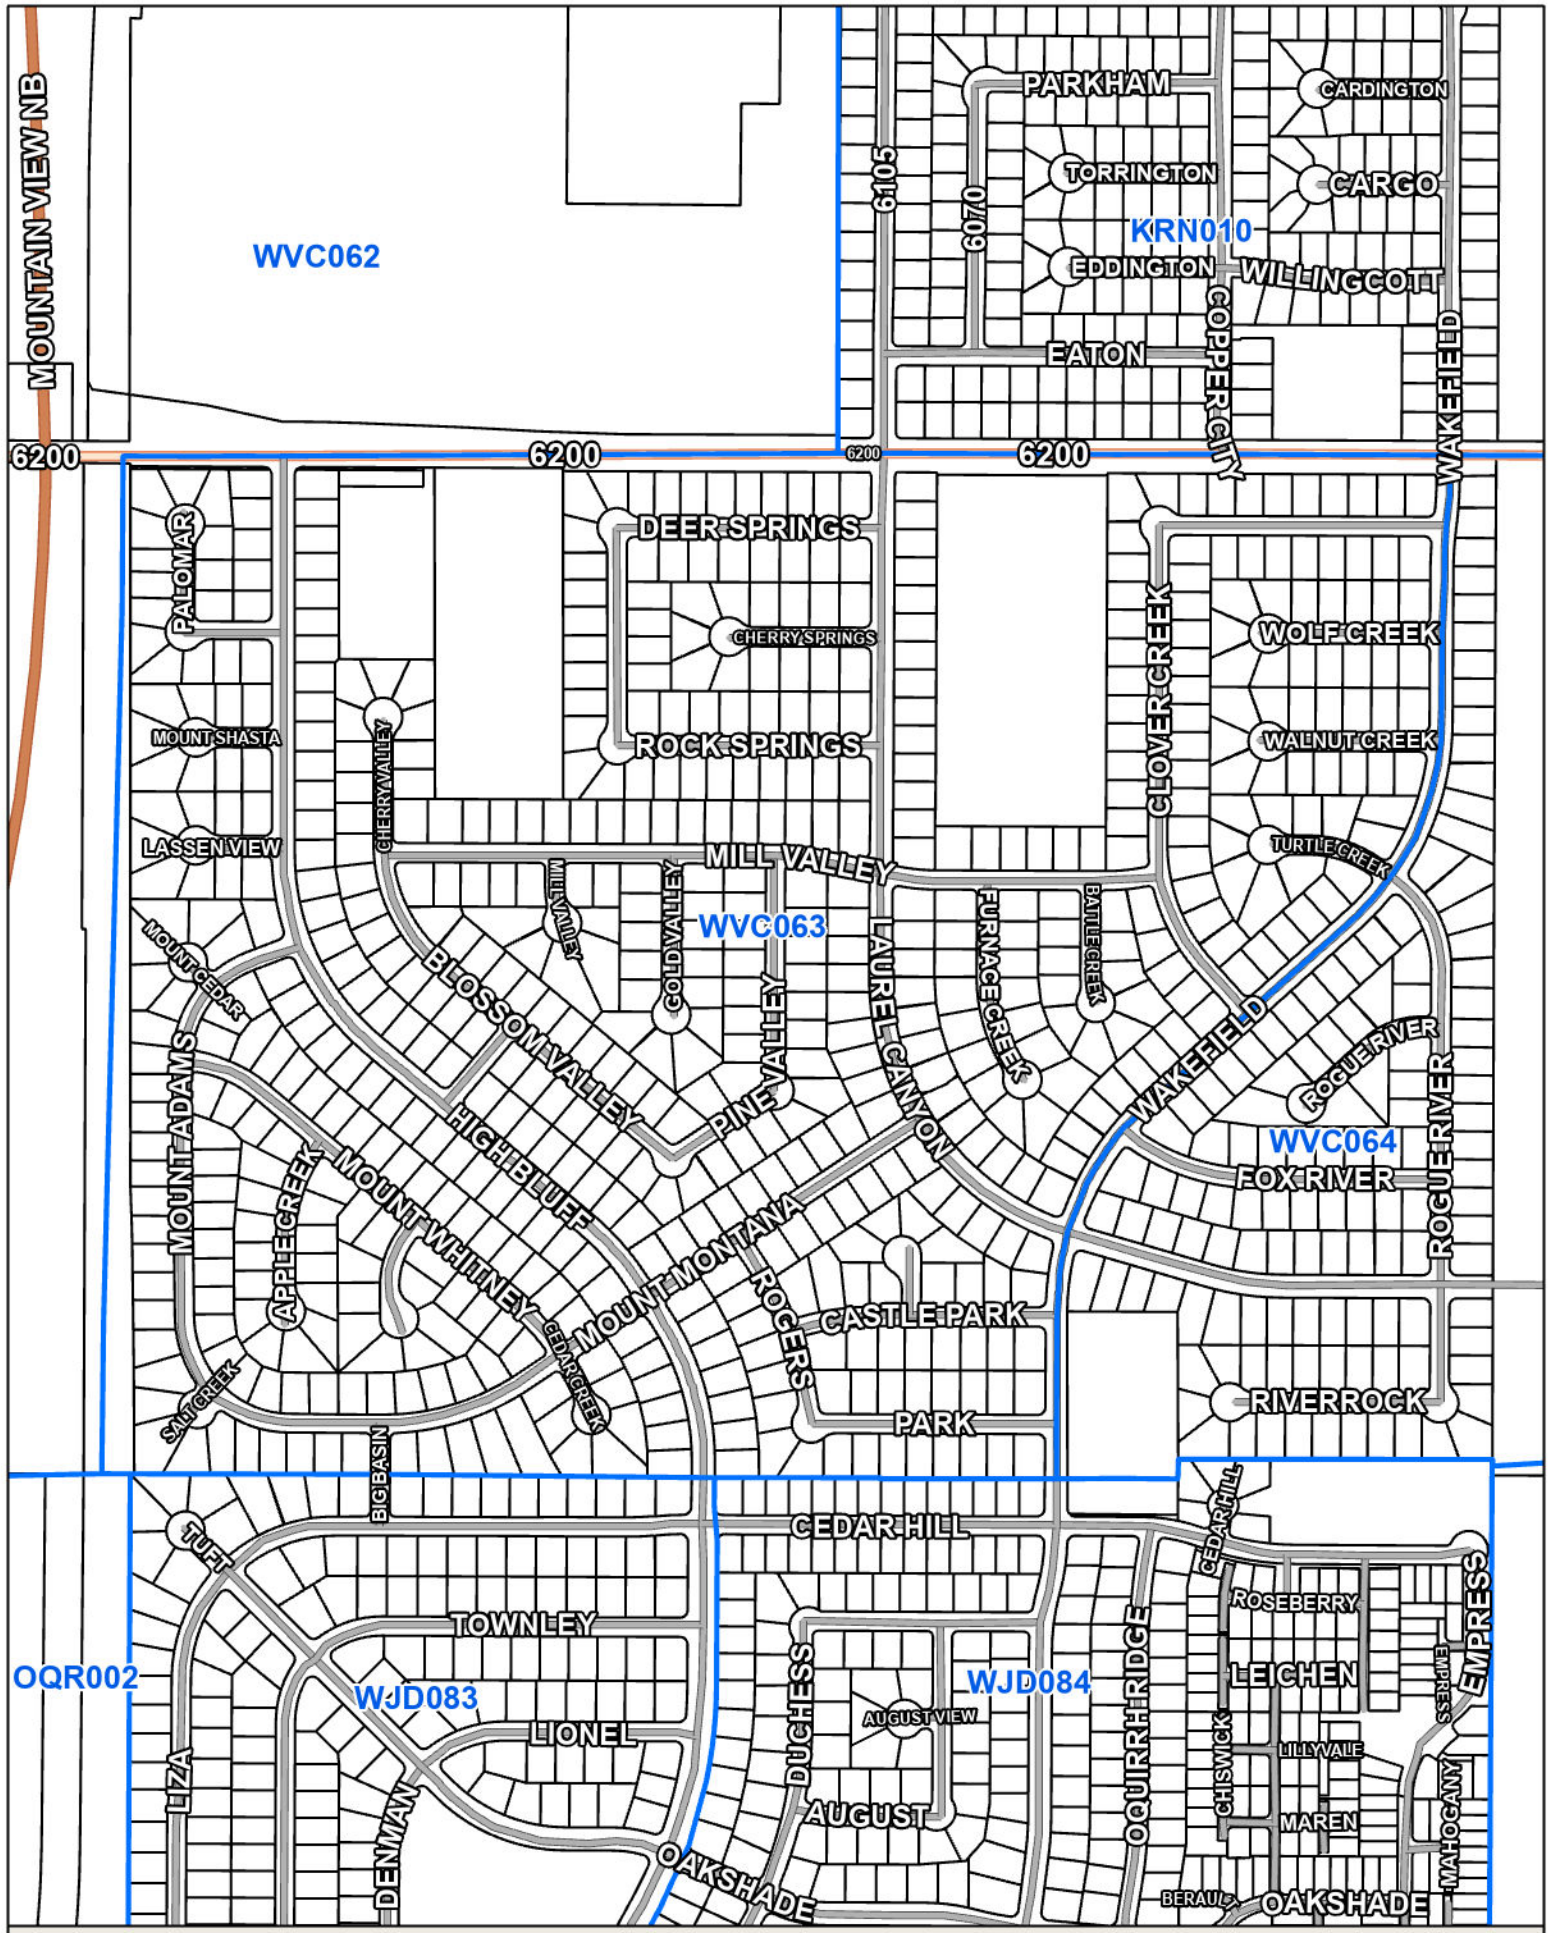 MOUNTAIN VIEW NB
WVC062
6105
PARKHAM
CARDINGTON
TORRINGTON
CARGO
6070
KRN010
EDDINGTON
WILLINGCOTT
COPPER CITY
EATON
WAKEFIELD
6200
6200
6200
6200
PALOMAR
DEER SPRINGS
CHERRY SPRINGS
CLOVER CREEK
WOLF CREEK
MOUNT SHASTA
CHERRY VALLEY
ROCK SPRINGS
WALNUT CREEK
LASSEN VIEW
MILL VALLEY
TURTLE CREEK
MILL VALLEY
GOLD VALLEY
WVC063
LAUREL CANYON
FURNACE CREEK
BATTLE CREEK
MOUNT CEDAR
BLOSSOM VALLEY
PINE VALLEY
WAKEFIELD
ROGUE RIVER
MOUNT ADAMS
HIGH BLUFF
WVC064
ROGUE RIVER
FOX RIVER
APPLE CREEK
MOUNT WHITNEY
MOUNT MONTANA
ROGERS
CASTLE PARK
CEDAR CREEK
SALT CREEK
RIVERROCK
PARK
BIG BASIN
CEDAR HILL
CEDAR HILL
TUFT
EMPRESS
ROSEBERRY
TOWNLEY
OQR002
WJD083
DUCHESS
WJD084
OQUIRRH RIDGE
LEICHEN
EMPRESS
AUGUST VIEW
LIONEL
CHISWICK
LILLYVALE
LIZA
DENMAN
AUGUST
MAREN
MAHOGANY
OAKSHADE
BERAU
OAKSHADE